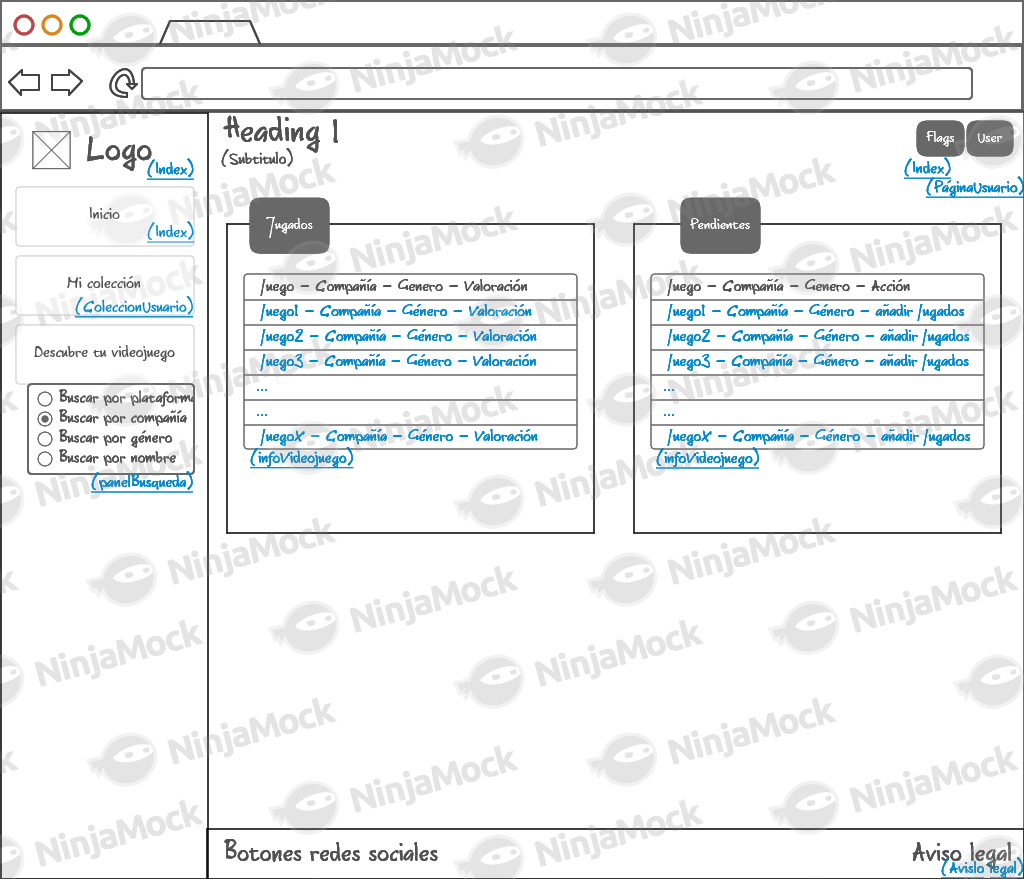 Logo
(Index)
Inicio
(Index)
Mi colección
(ColeccionUsuario)
Descubre tu videojuego
Buscar por plataforma
Buscar por compañía
Buscar por género
Buscar por nombre
(panelBusqueda)
Heading 1
(Subtitulo)
Flags
User
(Index)
(PáginaUsuario)
Jugados
Juego - Compañía - Genero - Valoración
Juego1 - Compañía - Género - Valoración
Juego2 - Compañía - Género - Valoración
Juego3 - Compañía - Género - Valoración
...
...
JuegoX - Compañía - Género - Valoración
(infoVideojuego)
Pendientes
Juego - Compañía - Genero - Acción
Juego1 - Compañía - Género - añadir Jugados
Juego2 - Compañía - Género - añadir Jugados
Juego3 - Compañía - Género - añadir Jugados
...
...
JuegoX - Compañía - Género - añadir Jugados
(infoVideojuego)
Botones redes sociales
Aviso legal
(Avislo legal)
NinjaMock